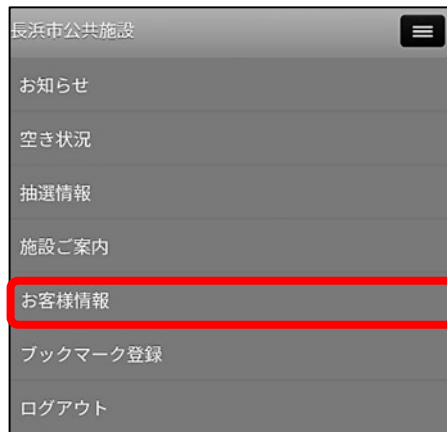 長浜市公共施設
お知らせ
空き状況
抽選情報
施設ご案内
お客様情報
ブックマーク登録
ログアウト